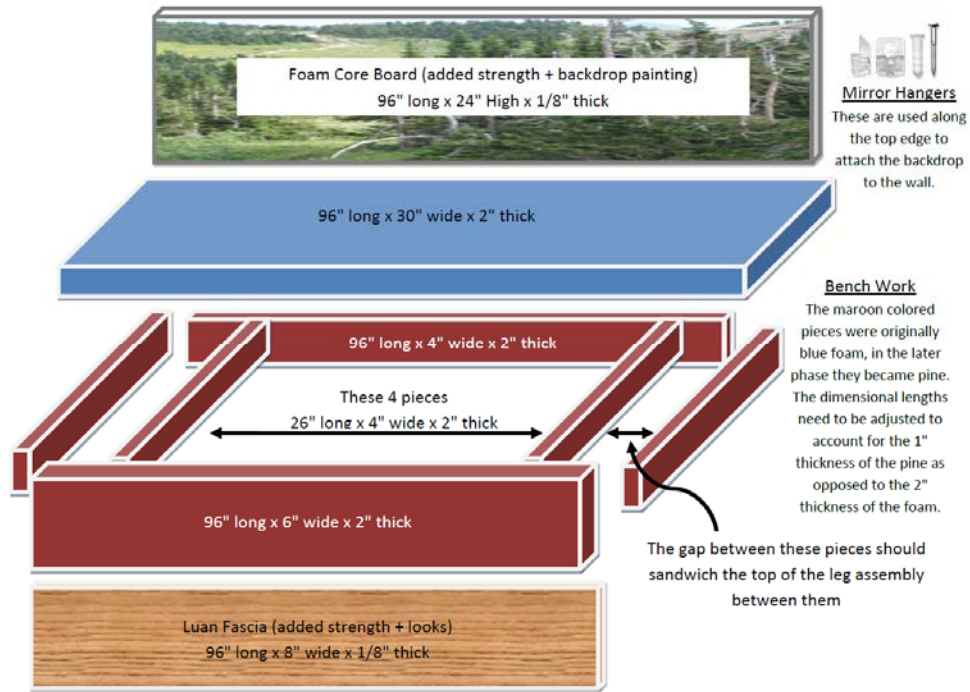 Foam Core Board (added strength + backdrop painting)
96" long x 24" High x 1/8" thick
Mirror Hangers
These are used along
the top edge to
attach the backdrop
to the wall.
96" long x 30" wide x 2" thick
Bench Work
The maroon colored
pieces were originally
blue foam, in the later
phase they became pine.
The dimensional lengths
need to be adjusted to
account for the 1"
thickness of the pine as
opposed to the 2"
thickness of the foam.
96" long x 4" wide x 2" thick
These 4 pieces
26" long x 4" wide x 2" thick
96" long x 6" wide x 2" thick
The gap between these pieces should
sandwich the top of the leg assembly
between them
Luan Fascia (added strength + looks)
96" long x 8" wide x 1/8" thick